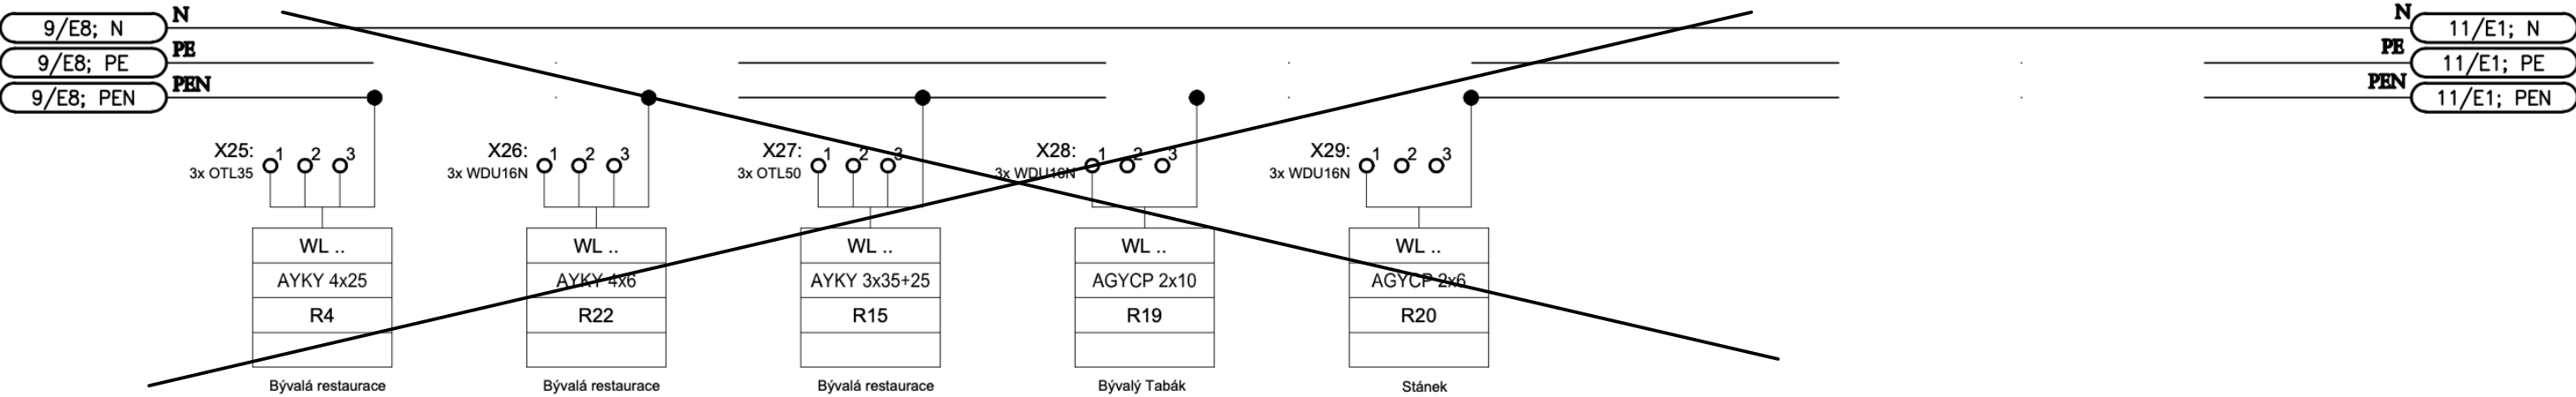 9/E8; N N N 11/E1; N
9/E8; PE PE PE 11/E1; PE
9/E8; PEN PEN PEN 11/E1; PEN
X25: 1 2 3 X26: 1 2 3 X27: 1 2 3 X28: 1 2 3 X29: 1 2 3
3x OTL35 3x WDU16N 3x OTL50 3x WDU16N 3x WDU16N
WL .. WL .. WL .. WL .. WL ..
AYKY 4x25 AYKY 4x6 AYKY 3x35+25 AGYCP 2x10 AGYCP 2x6
R4 R22 R15 R19 R20
Bývalá restaurace Bývalá restaurace Bývalá restaurace Bývalý Tabák Stánek